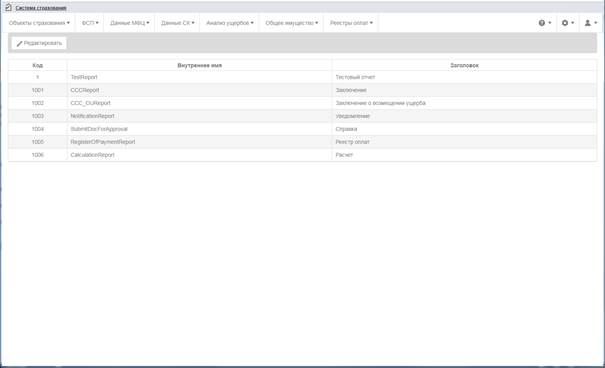 Система страхования
Объекты страхования ФСП Данные МФЦ Данные СК Анализ ущербов Общее имущество Реестры оплат
Редактировать
Код Внутреннее имя Заголовок
1 TestReport Тестовый отчет
1001 CCCReport Заключение
1002 CCC_OUReport Заключение о возмещении ущерба
1003 NotificationReport Уведомление
1004 SubmitDocForApproval Справка
1005 RegisterOfPaymentReport Реестр оплат
1006 CalculationReport Расчет